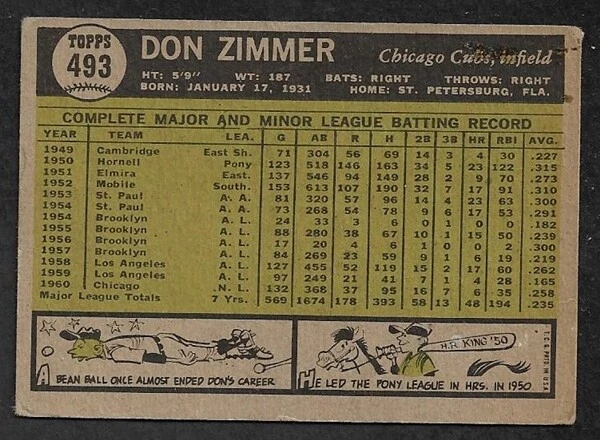 TOPPS
493
DON ZIMMER
Chicago Cubs, infield
HT: 5'9" WT: 187 BATS: RIGHT THROWS: RIGHT
BORN: JANUARY 17, 1931 HOME: ST. PETERSBURG, FLA.
COMPLETE MAJOR AND MINOR LEAGUE BATTING RECORD
YEAR TEAM LEA. G AB R H 2B 3B HR RBI AVG.
1949 Cambridge East Sh. 71 304 56 69 14 3 4 30 .227
1950 Hornell Pony 123 518 146 163 34 5 23 122 .315
1951 Elmira East. 137 546 94 149 28 2 9 70 .273
1952 Mobile South. 153 613 107 190 32 7 17 91 .310
1953 St. Paul A. A. 81 320 57 96 14 4 23 63 .300
1954 St. Paul A. A. 73 268 54 78 9 6 17 53 .291
1954 Brooklyn A. L. 24 33 3 6 0 1 0 0 .182
1955 Brooklyn A. L. 88 280 38 67 10 1 15 50 .239
1956 Brooklyn A. L. 17 20 4 6 1 0 0 2 .300
1957 Brooklyn A. L. 84 269 23 59 9 1 6 19 .219
1958 Los Angeles A. L. 127 455 52 119 15 2 17 60 .262
1959 Los Angeles A. L. 97 249 21 41 7 1 4 28 .165
1960 Chicago N. L. 132 368 37 95 16 7 6 35 .258
Major League Totals 7 Yrs. 569 1674 178 393 58 13 48 194 .235
A BEAN BALL ONCE ALMOST ENDED DON'S CAREER
H.R. KING '50
HE LED THE PONY LEAGUE IN HRS. IN 1950
T.C.G. PRTD. IN U.S.A.